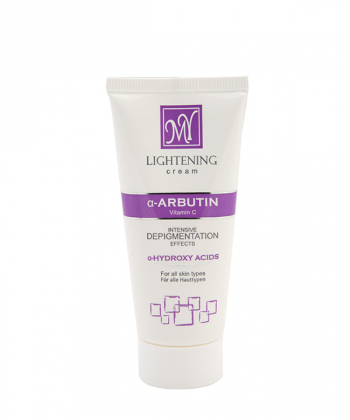 MY
LIGHTENING
cream
α-ARBUTIN
Vitamin C
INTENSIVE
DEPIGMENTATION
EFFECTS
α-HYDROXY ACIDS
For all skin types
Für alle Hauttypen